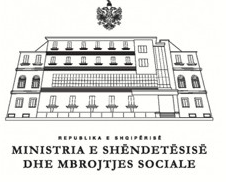 REPUBLIKA E SHQIPËRISË
MINISTRIA E SHËNDETËSISË
DHE MBROJTJES SOCIALE